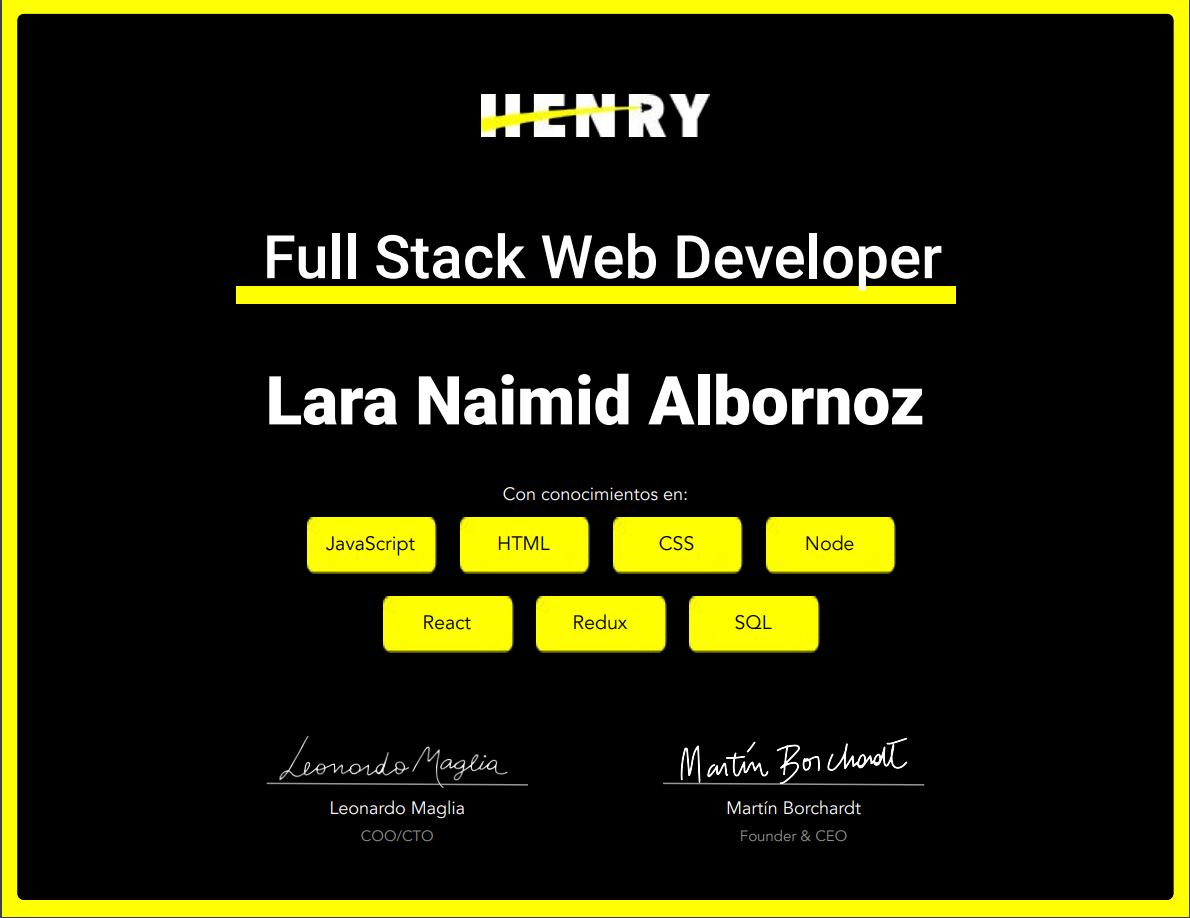 HENRY
Full Stack Web Developer
Lara Naimid Albornoz
Con conocimientos en:
JavaScript HTML CSS Node
React Redux SQL
Leonardo Maglia Martín Borchardt
Leonardo Maglia Martín Borchardt
COO/CTO Founder & CEO